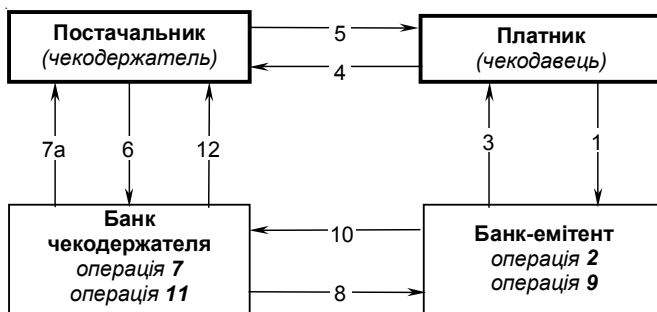 Постачальник
(чекодержатель)
5
4
Платник
(чекодавець)
7а
6
12
3
1
Банк
чекодержателя
операція 7
операція 11
10
8
Банк-емітент
операція 2
операція 9